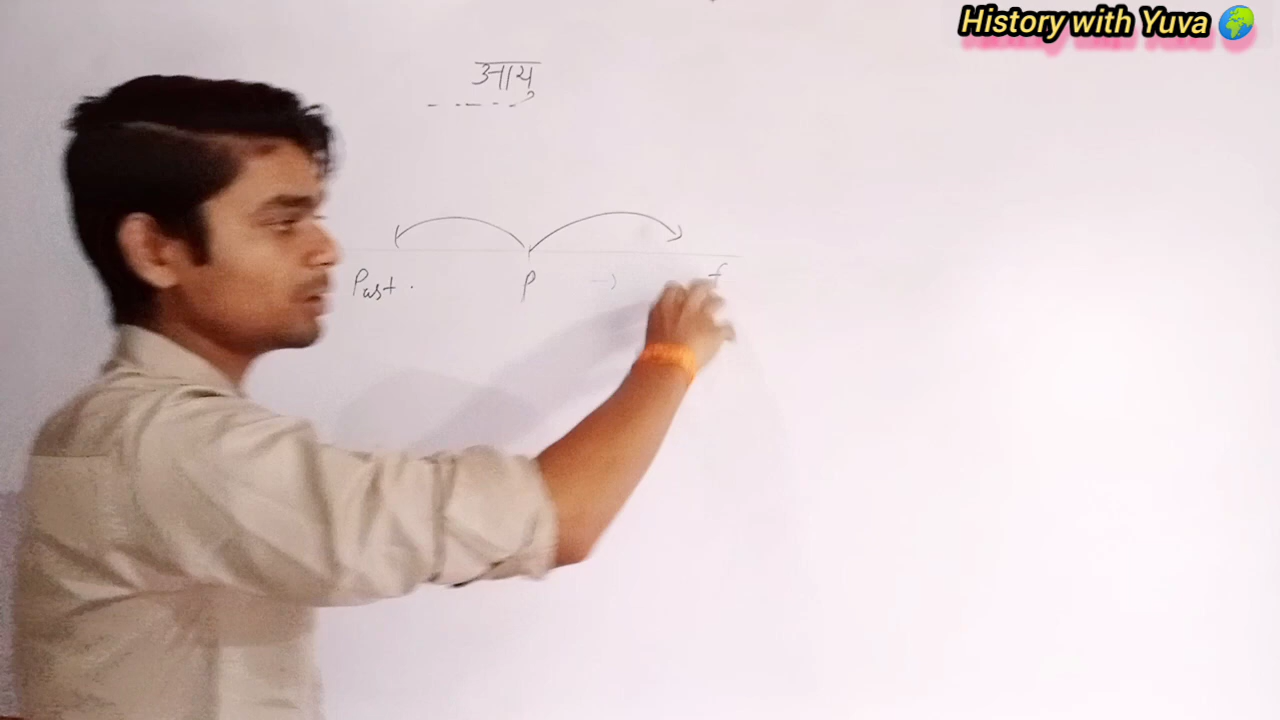 History with Yuva
आयु
Past . P → f